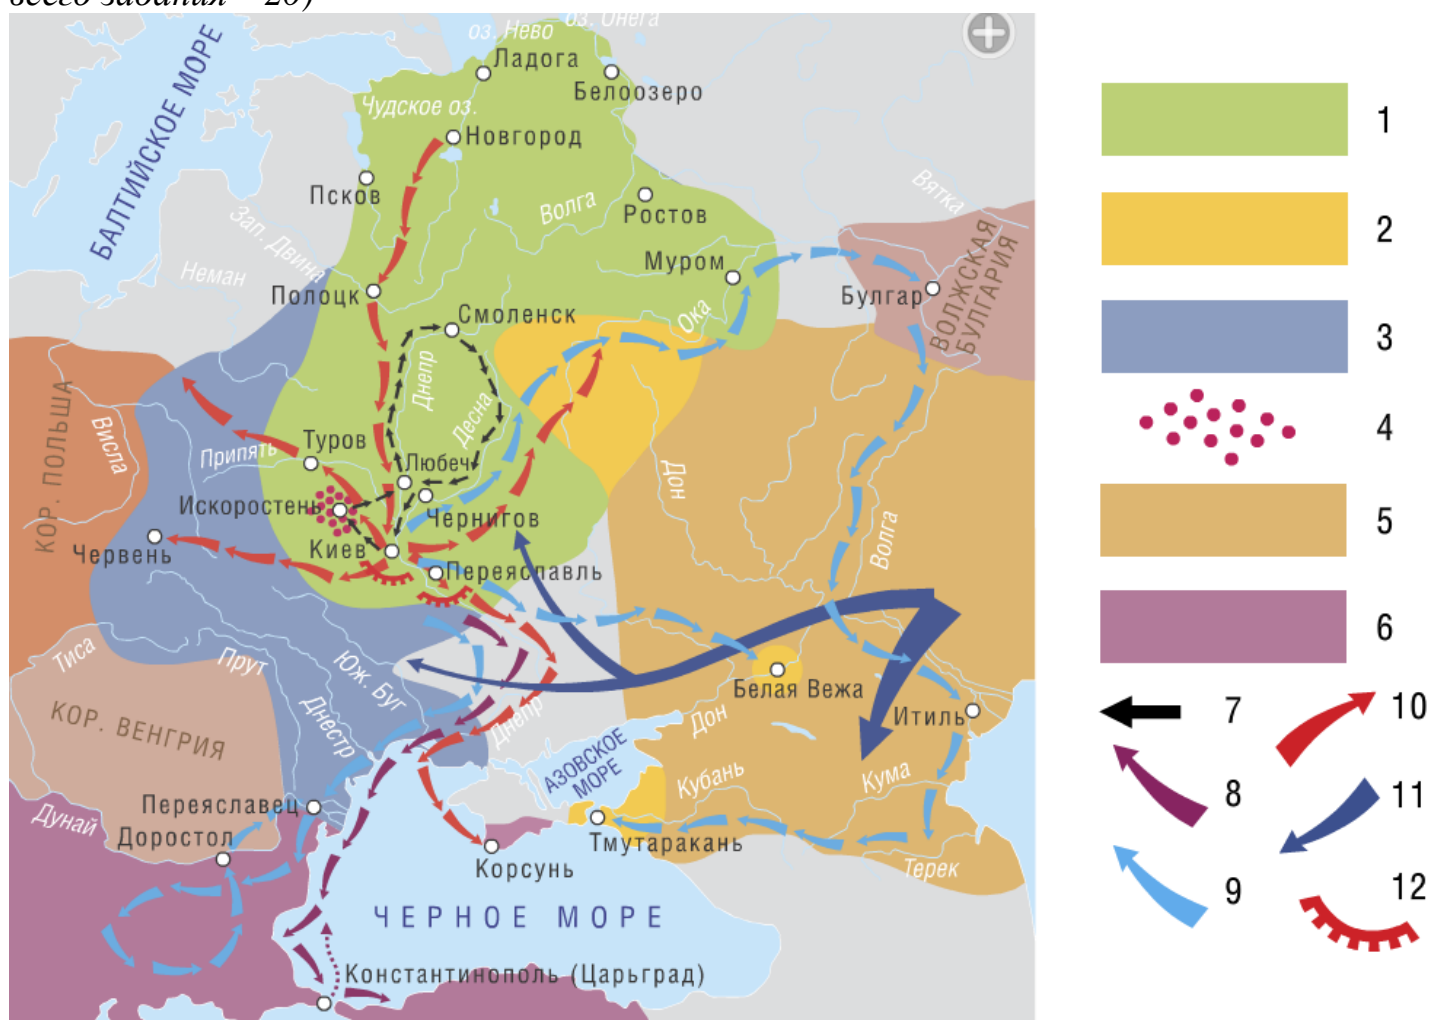 всего задания – 20)
оз. Нево
оз. Онега
Ладога
Белоозеро
Чудское оз.
Новгород
БАЛТИЙСКОЕ МОРЕ
Псков
Волга
Ростов
Вятка
Зап. Двина
Неман
Муром
Полоцк
Булгар
ВОЛЖСКАЯ
БУЛГАРИЯ
Смоленск
Ока
Днепр
Десна
КОР. ПОЛЬША
Висла
Туров
Припять
Любеч
Дон
Искоростень
Чернигов
Волга
Киев
Червень
Переяславль
Тиса
Прут
Юж. Буг
Белая Вежа
Днестр
Днепр
Дон
Итиль
КОР. ВЕНГРИЯ
АЗОВСКОЕ
МОРЕ
Кубань
Кума
Переяславец
Дунай
Доростол
Тмутаракань
Корсунь
Терек
ЧЕРНОЕ МОРЕ
Константинополь (Царьград)
1
2
3
4
5
6
7
8
9
10
11
12